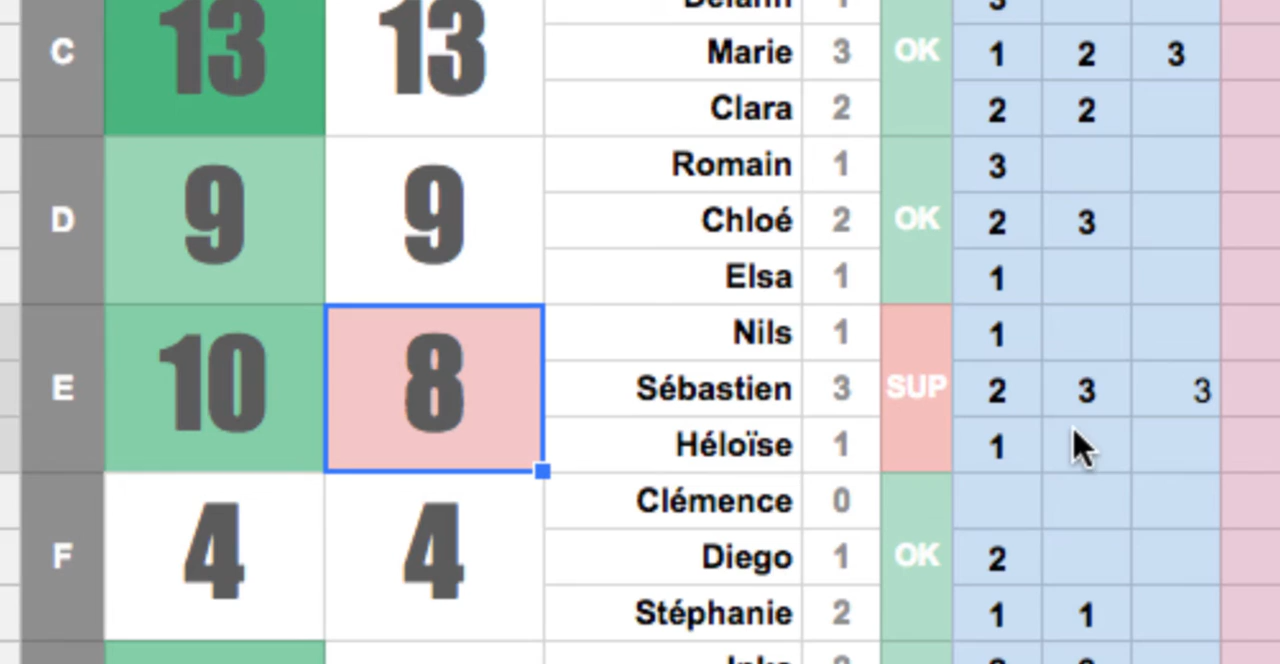 3
C 13 13 OK
Marie 3 1 2 3
Clara 2 2 2
Romain 1 3
D 9 9 Chloé 2 OK 2 3
Elsa 1 1
Nils 1 1
E 10 8 Sébastien 3 SUP 2 3 3
Héloïse 1 1
Clémence 0
F 4 4 Diego 1 OK 2
Stéphanie 2 1 1